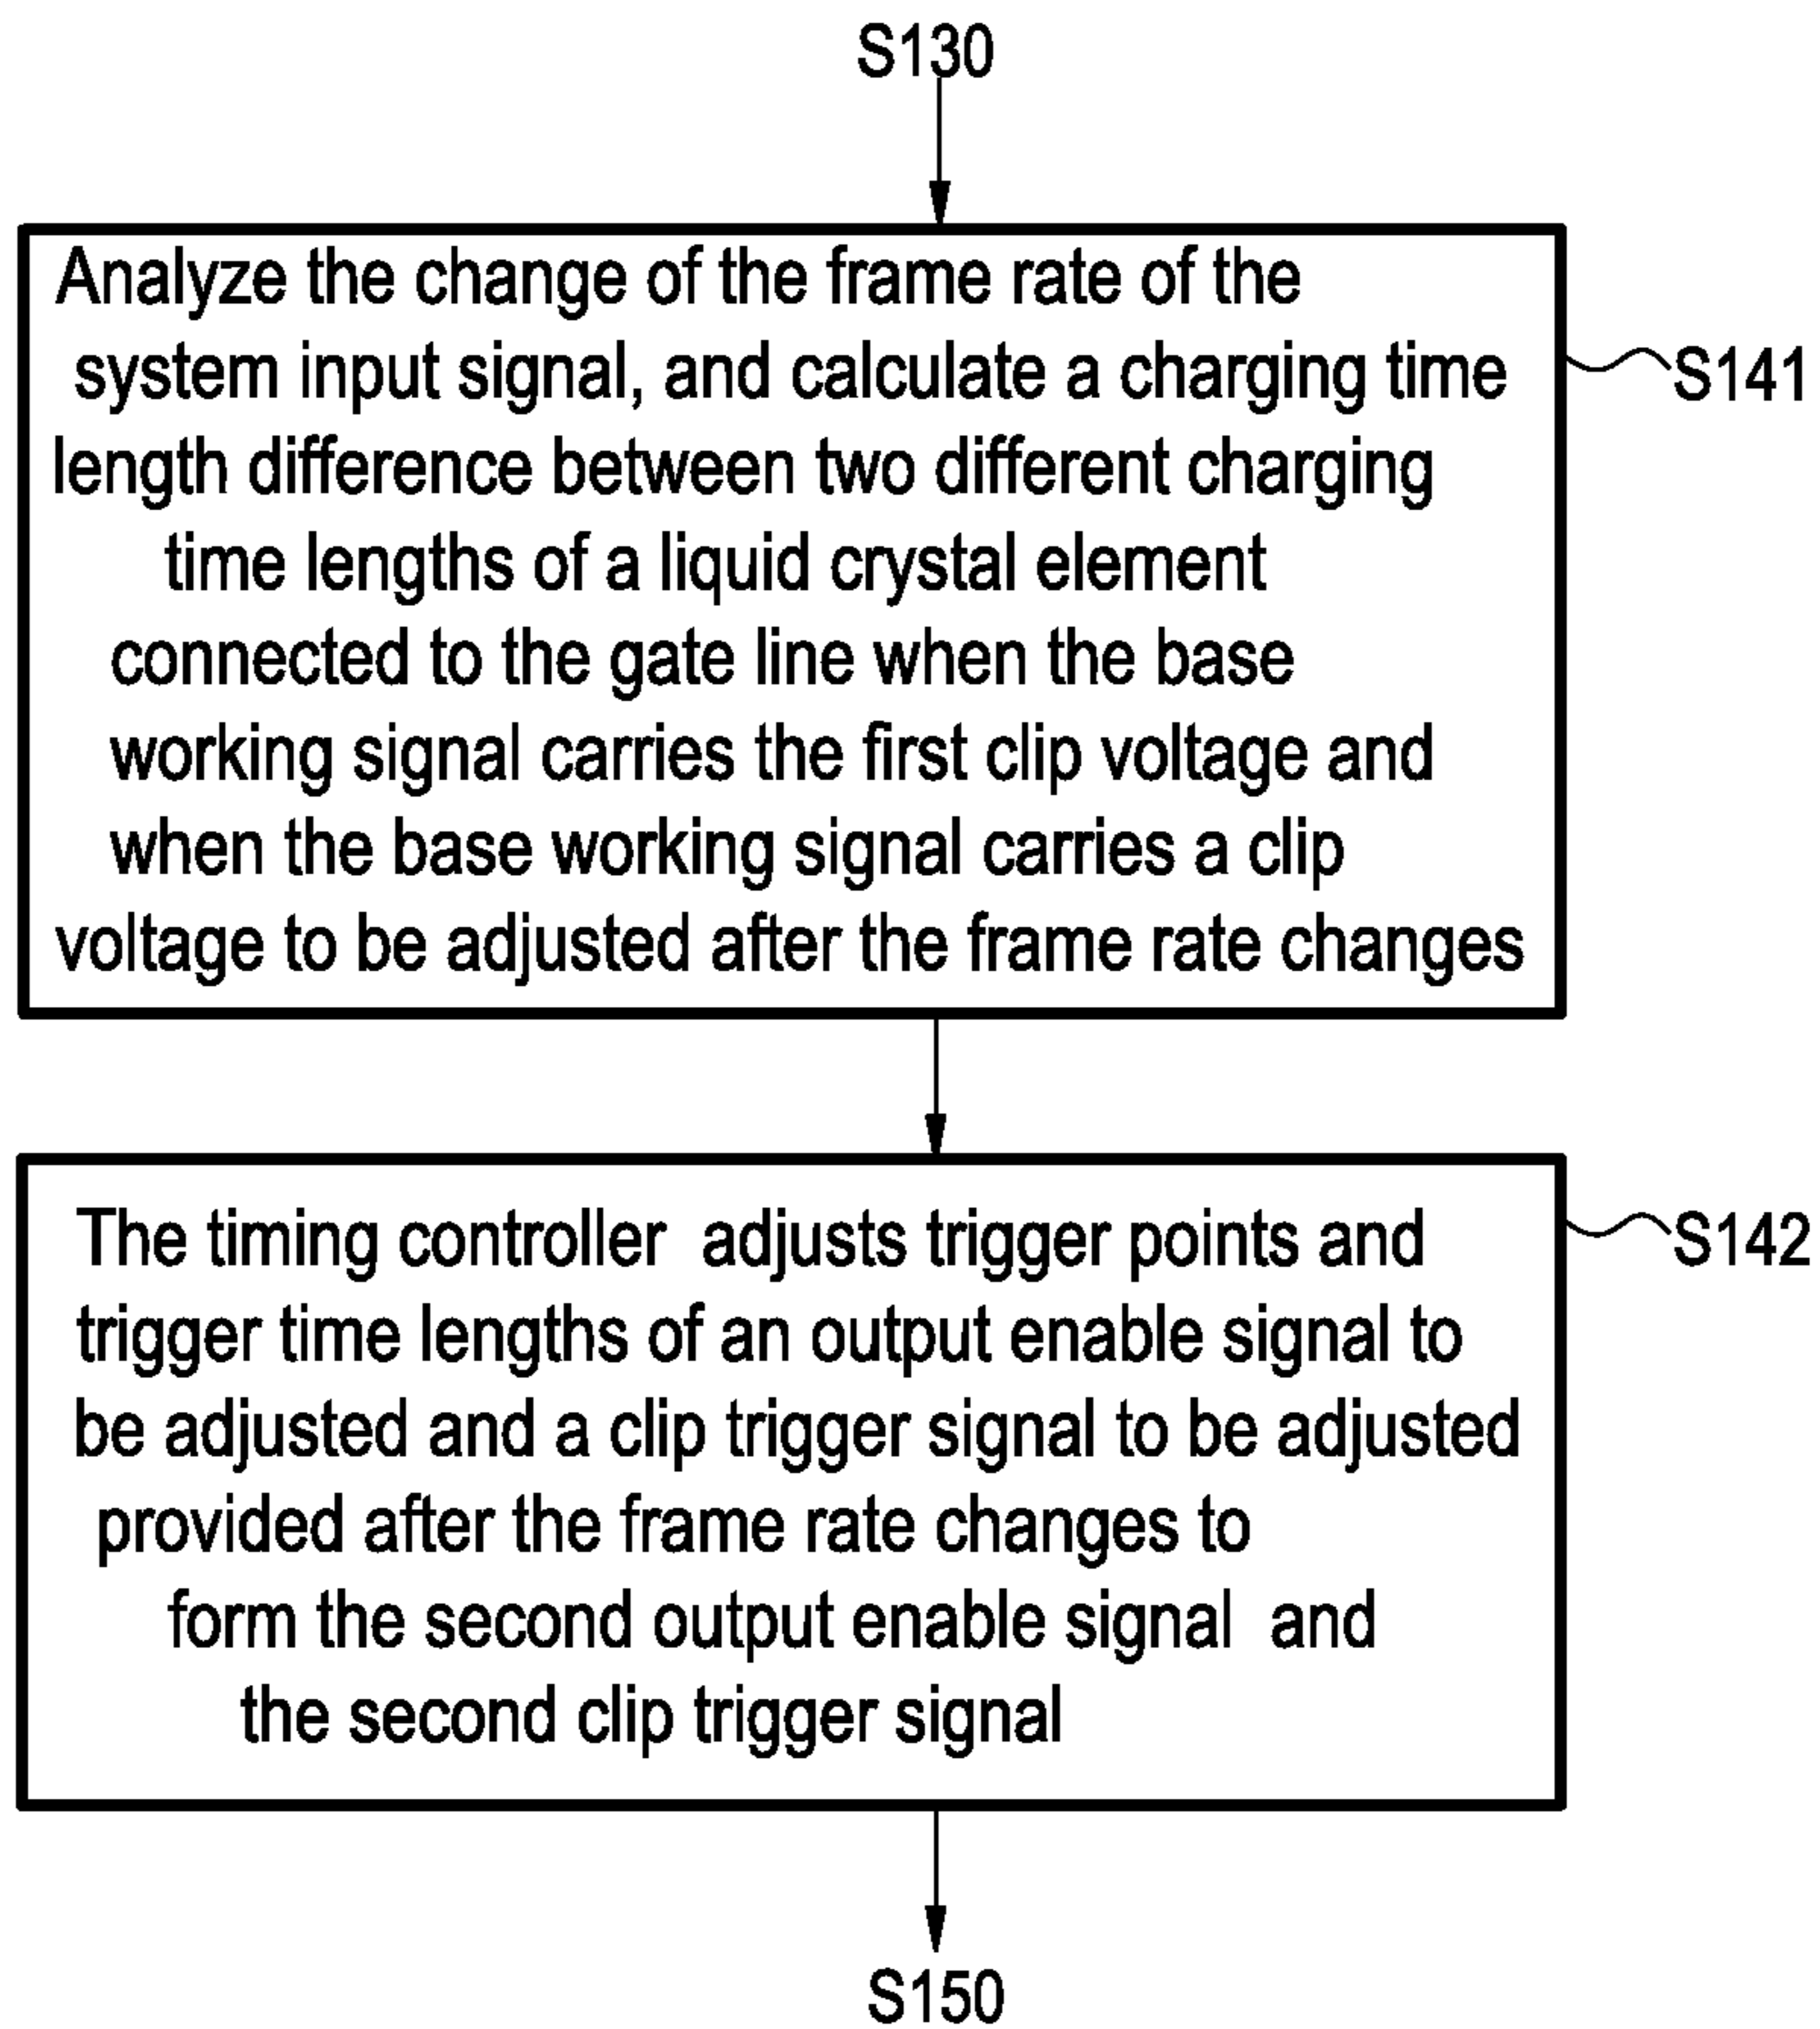 S130
Analyze the change of the frame rate of the
system input signal, and calculate a charging time
S141
length difference between two different charging
time lengths of a liquid crystal element
connected to the gate line when the base
working signal carries the first clip voltage and
when the base working signal carries a clip
voltage to be adjusted after the frame rate changes
The timing controller adjusts trigger points and
S142
trigger time lengths of an output enable signal to
be adjusted and a clip trigger signal to be adjusted
provided after the frame rate changes to
form the second output enable signal and
the second clip trigger signal
S150